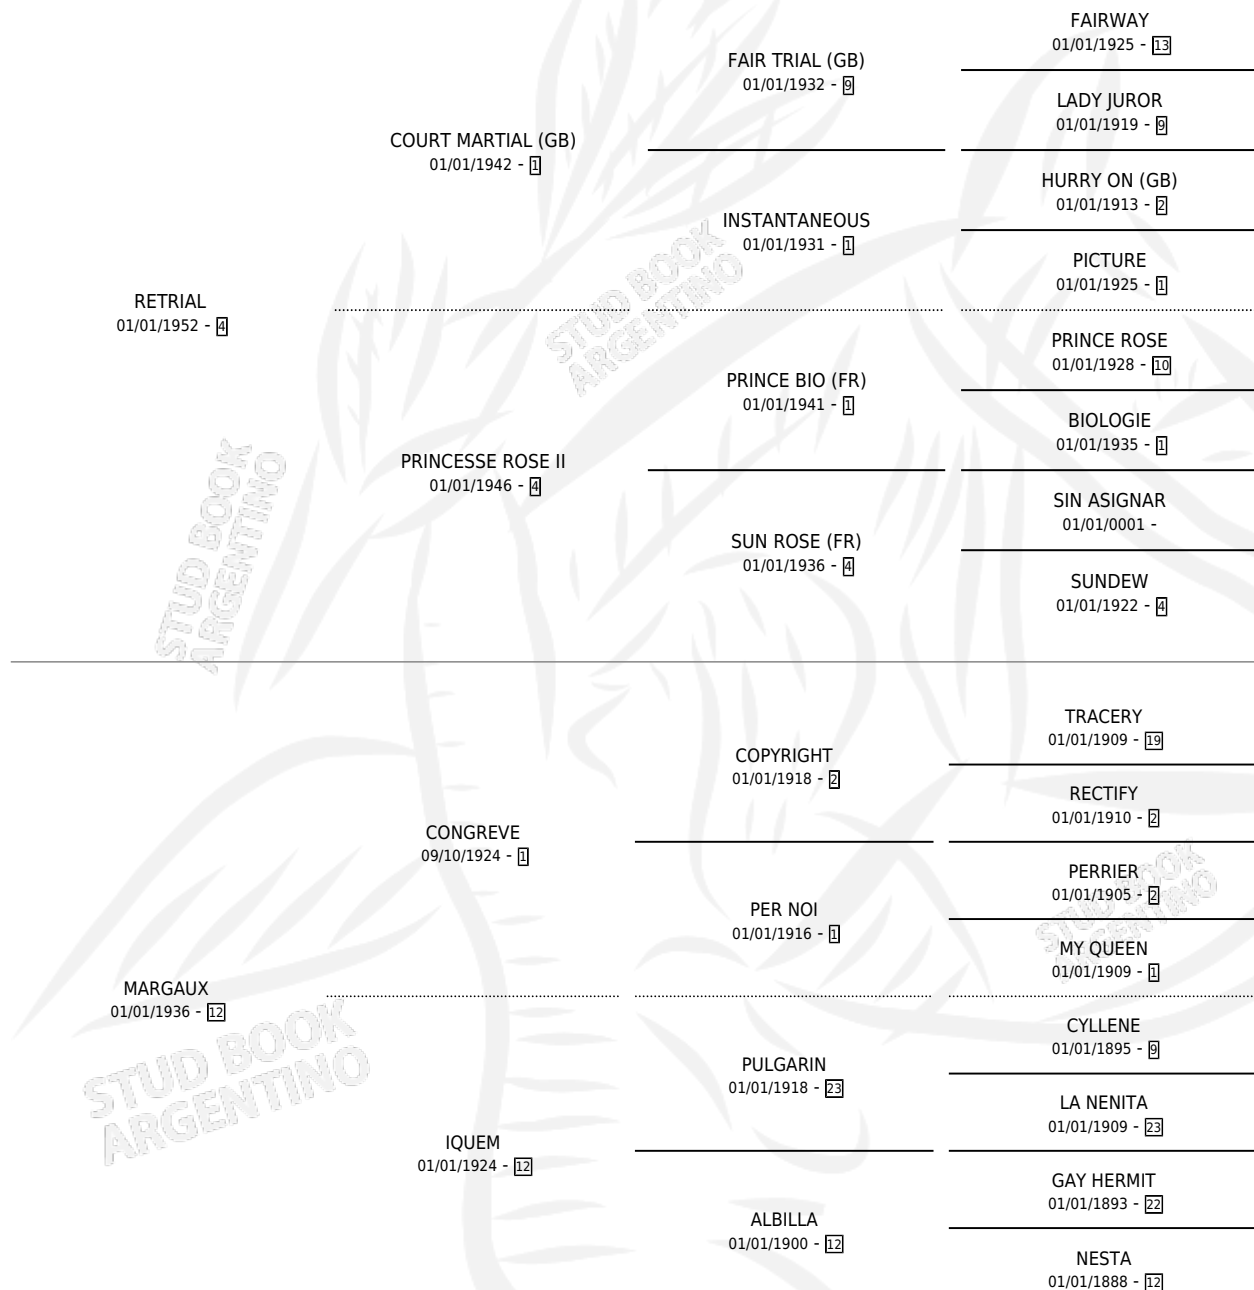 FAIRWAY
01/01/1925 - 13
FAIR TRIAL (GB)
01/01/1932 - 9
LADY JUROR
01/01/1919 - 9
COURT MARTIAL (GB)
01/01/1942 - 1
HURRY ON (GB)
01/01/1913 - 2
INSTANTANEOUS
01/01/1931 - 1
PICTURE
01/01/1925 - 1
RETRIAL
01/01/1952 - 4
PRINCE ROSE
01/01/1928 - 10
PRINCE BIO (FR)
01/01/1941 - 1
BIOLOGIE
01/01/1935 - 1
PRINCESSE ROSE II
01/01/1946 - 4
SIN ASIGNAR
01/01/0001 -
SUN ROSE (FR)
01/01/1936 - 4
SUNDEW
01/01/1922 - 4
TRACERY
01/01/1909 - 19
COPYRIGHT
01/01/1918 - 2
RECTIFY
01/01/1910 - 2
CONGREVE
09/10/1924 - 1
PERRIER
01/01/1905 - 2
PER NOI
01/01/1916 - 1
MY QUEEN
01/01/1909 - 1
MARGAUX
01/01/1936 - 12
CYLLENE
01/01/1895 - 9
PULGARIN
01/01/1918 - 23
LA NENITA
01/01/1909 - 23
IQUEM
01/01/1924 - 12
GAY HERMIT
01/01/1893 - 22
ALBILLA
01/01/1900 - 12
NESTA
01/01/1888 - 12
STUD BOOK
ARGENTINO
STUD BOOK
ARGENTINO
STUD BOOK
ARGENTINO
STUD BOOK
ARGENTINO